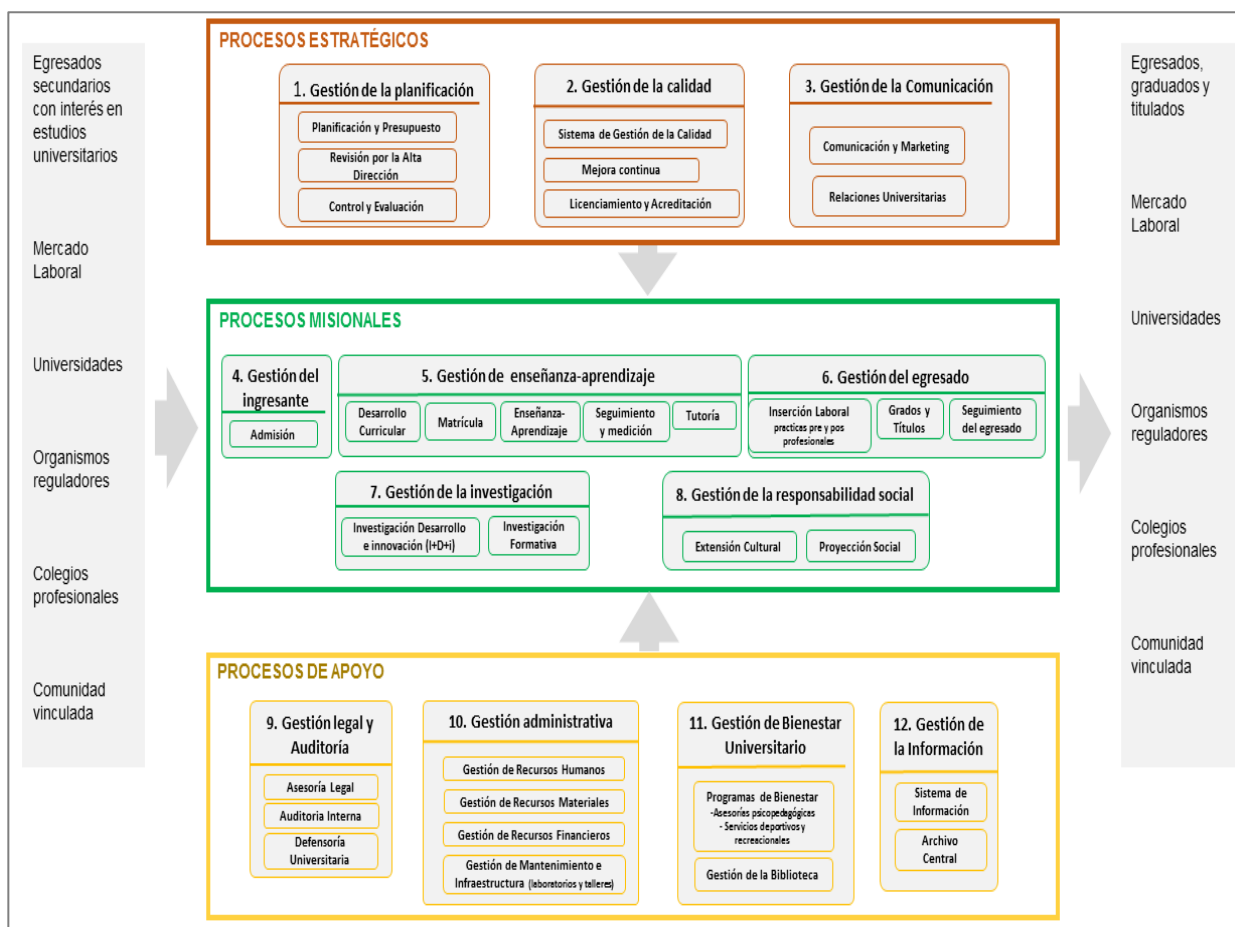 Egresados
secundarios
con interés en
estudios
universitarios
Mercado
Laboral
Universidades
Organismos
reguladores
Colegios
profesionales
Comunidad
vinculada
PROCESOS ESTRATÉGICOS
1. Gestión de la planificación
Planificación y Presupuesto
Revisión por la Alta
Dirección
Control y Evaluación
2. Gestión de la calidad
Sistema de Gestión de la Calidad
Mejora continua
Licenciamiento y Acreditación
3. Gestión de la Comunicación
Comunicación y Marketing
Relaciones Universitarias
PROCESOS MISIONALES
4. Gestión del
ingresante
Admisión
5. Gestión de enseñanza-aprendizaje
Desarrollo
Curricular
Matrícula
Enseñanza-
Aprendizaje
Seguimiento
y medición
Tutoría
6. Gestión del egresado
Inserción Laboral
practicas pre y pos
profesionales
Grados y
Títulos
Seguimiento
del egresado
7. Gestión de la investigación
Investigación Desarrollo
e innovación (I+D+i)
Investigación
Formativa
8. Gestión de la responsabilidad social
Extensión Cultural
Proyección Social
PROCESOS DE APOYO
9. Gestión legal y
Auditoría
Asesoría Legal
Auditoria Interna
Defensoría
Universitaria
10. Gestión administrativa
Gestión de Recursos Humanos
Gestión de Recursos Materiales
Gestión de Recursos Financieros
Gestión de Mantenimiento e
Infraestructura (laboratorios y talleres)
11. Gestión de Bienestar
Universitario
Programas de Bienestar
-Asesorías psicopedagógicas
- Servicios deportivos y
recreacionales
Gestión de la Biblioteca
12. Gestión de
la Información
Sistema de
Información
Archivo
Central
Egresados,
graduados y
titulados
Mercado
Laboral
Universidades
Organismos
reguladores
Colegios
profesionales
Comunidad
vinculada